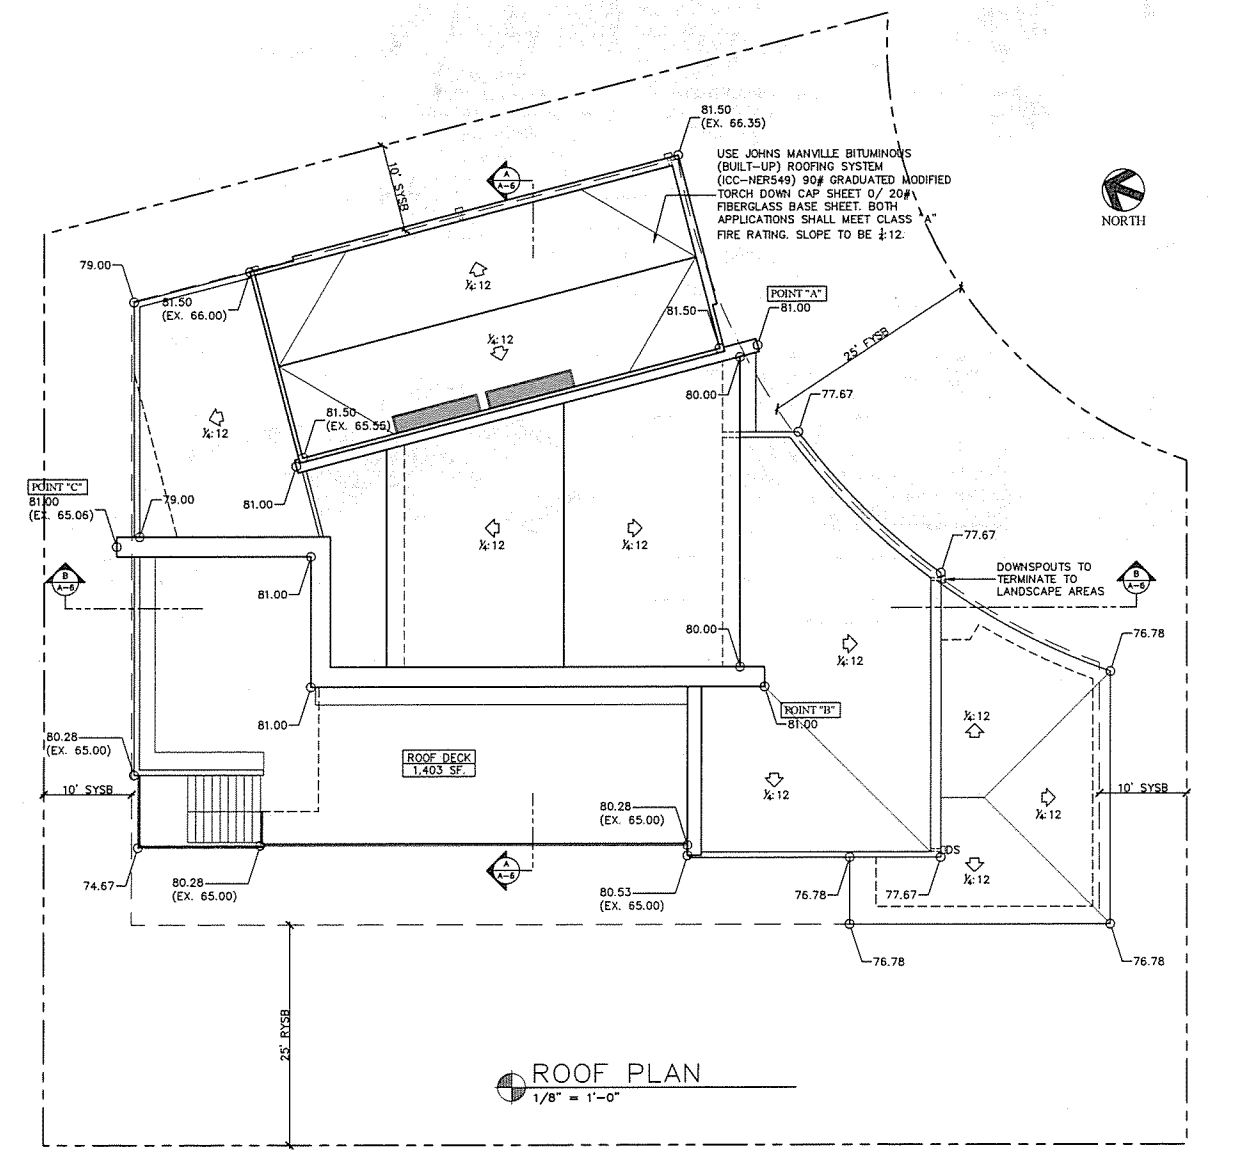 81.50
(EX. 66.35)
USE JOHNS MANVILLE BITUMINOUS
(BUILT-UP) ROOFING SYSTEM
(ICC-NER549) 90# GRADUATED MODIFIED
TORCH DOWN CAP SHEET O/ 20#
FIBERGLASS BASE SHEET. BOTH
APPLICATIONS SHALL MEET CLASS "A"
FIRE RATING. SLOPE TO BE ¼:12.
10' SYSB
A
A-6
NORTH
79.00
81.50
(EX. 66.00)
¼:12
POINT "A"
81.00
81.50
25' FYSB
¼:12
80.00
77.67
81.50
(EX. 65.55)
¼:12
POINT "C"
81.00
(EX. 65.06)
79.00
81.00
¼:12
¼:12
77.67
B
A-6
81.00
DOWNSPOUTS TO
TERMINATE TO
LANDSCAPE AREAS
B
A-6
80.00
¼:12
76.78
81.00
POINT "B"
81.00
¼:12
80.28
(EX. 65.00)
ROOF DECK
1,403 SF.
10' SYSB
¼:12
¼:12
10' SYSB
80.28
(EX. 65.00)
DS
74.67
80.28
(EX. 65.00)
A
A-6
80.53
(EX. 65.00)
76.78
77.67
¼:12
76.78
76.78
25' RYSB
ROOF PLAN
1/8" = 1'-0"